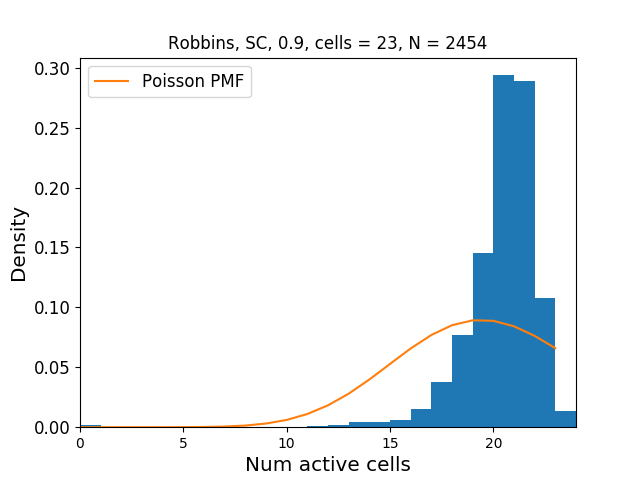 Robbins, SC, 0.9, cells = 23, N = 2454
Poisson PMF
0.30
0.25
0.20
0.15
0.10
0.05
0.00
Density
0 5 10 15 20
Num active cells